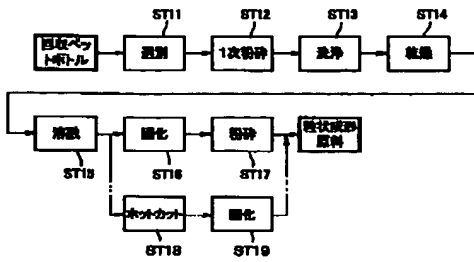 ST11
ST12
ST13
ST14
回収ペッ
トボトル
選別
1次粉砕
洗浄
乾燥
溶融
固化
粉砕
粒状成形
原料
ST15
ST16
ST17
ホットカット
固化
ST18
ST19